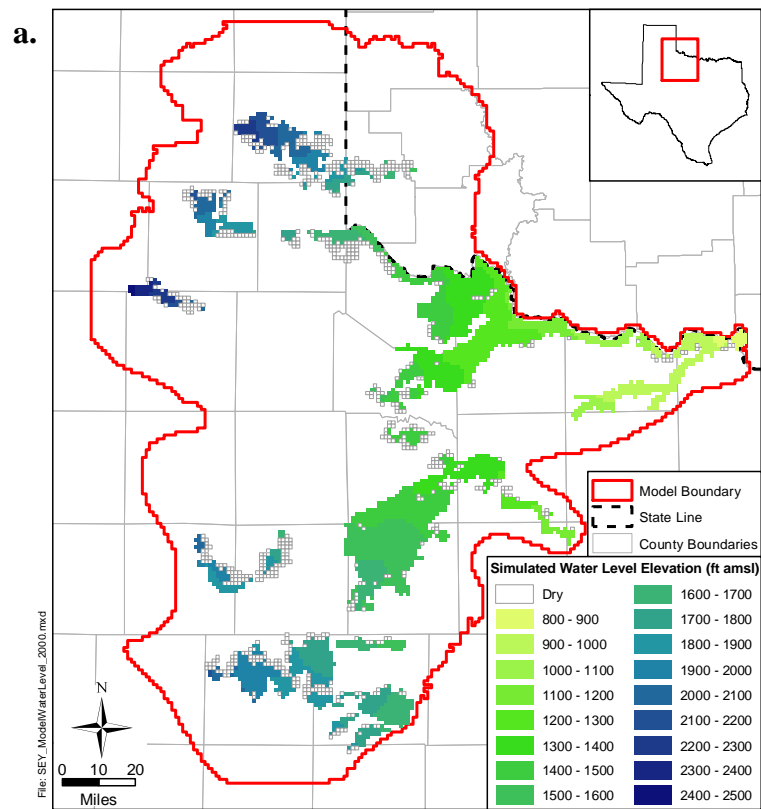 a.
Model Boundary
State Line
County Boundaries
Simulated Water Level Elevation (ft amsl)
Dry
800 - 900
900 - 1000
1000 - 1100
1100 - 1200
1200 - 1300
1300 - 1400
1400 - 1500
1500 - 1600
1600 - 1700
1700 - 1800
1800 - 1900
1900 - 2000
2000 - 2100
2100 - 2200
2200 - 2300
2300 - 2400
2400 - 2500
File: SEY_ModelWaterLevel_2000.mxd
N
0 10 20
Miles